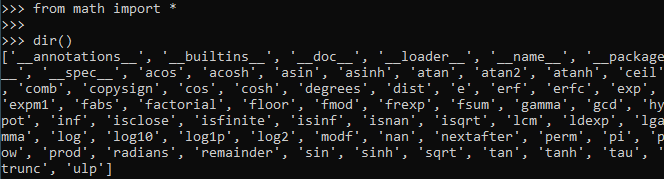 >>> from math import *
>>>
>>> dir()
['__annotations__', '__builtins__', '__doc__', '__loader__', '__name__', '__package
__', '__spec__', 'acos', 'acosh', 'asin', 'asinh', 'atan', 'atan2', 'atanh', 'ceil'
, 'comb', 'copysign', 'cos', 'cosh', 'degrees', 'dist', 'e', 'erf', 'erfc', 'exp',
'expm1', 'fabs', 'factorial', 'floor', 'fmod', 'frexp', 'fsum', 'gamma', 'gcd', 'hy
pot', 'inf', 'isclose', 'isfinite', 'isinf', 'isnan', 'isqrt', 'lcm', 'ldexp', 'lga
mma', 'log', 'log10', 'log1p', 'log2', 'modf', 'nan', 'nextafter', 'perm', 'pi', 'p
ow', 'prod', 'radians', 'remainder', 'sin', 'sinh', 'sqrt', 'tan', 'tanh', 'tau', '
trunc', 'ulp']